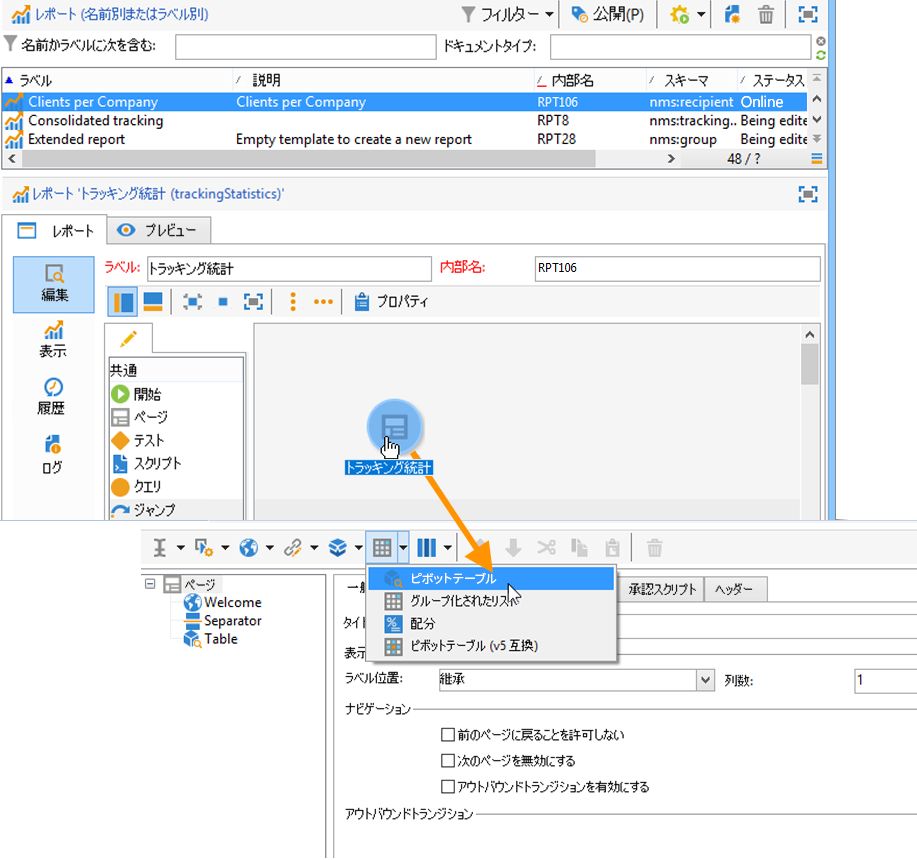 レポート (名前別またはラベル別)
フィルター
公開(P)
名前かラベルに次を含む:
ドキュメントタイプ:
ラベル 説明 内部名 スキーマ ステータス
Clients per Company Clients per Company RPT106 nms:recipient Online
Consolidated tracking RPT8 nms:tracking.. Being edite
Extended report Empty template to create a new report RPT28 nms:group Being edite
48 / ?
レポート 'トラッキング統計 (trackingStatistics)'
レポート プレビュー
編集
表示
履歴
ログ
ラベル: トラッキング統計 内部名: RPT106
プロパティ
共通
開始
ページ
テスト
スクリプト
クエリ
ジャンプ
トラッキング統計
ページ
Welcome
Separator
Table
ピボットテーブル
グループ化されたリスト
配分
ピボットテーブル (v5 互換)
承認スクリプト ヘッダー
ラベル位置: 継承 列数: 1
ナビゲーション
前のページに戻ることを許可しない
次のページを無効にする
アウトバウンドトランジションを有効にする
アウトバウンドトランジション